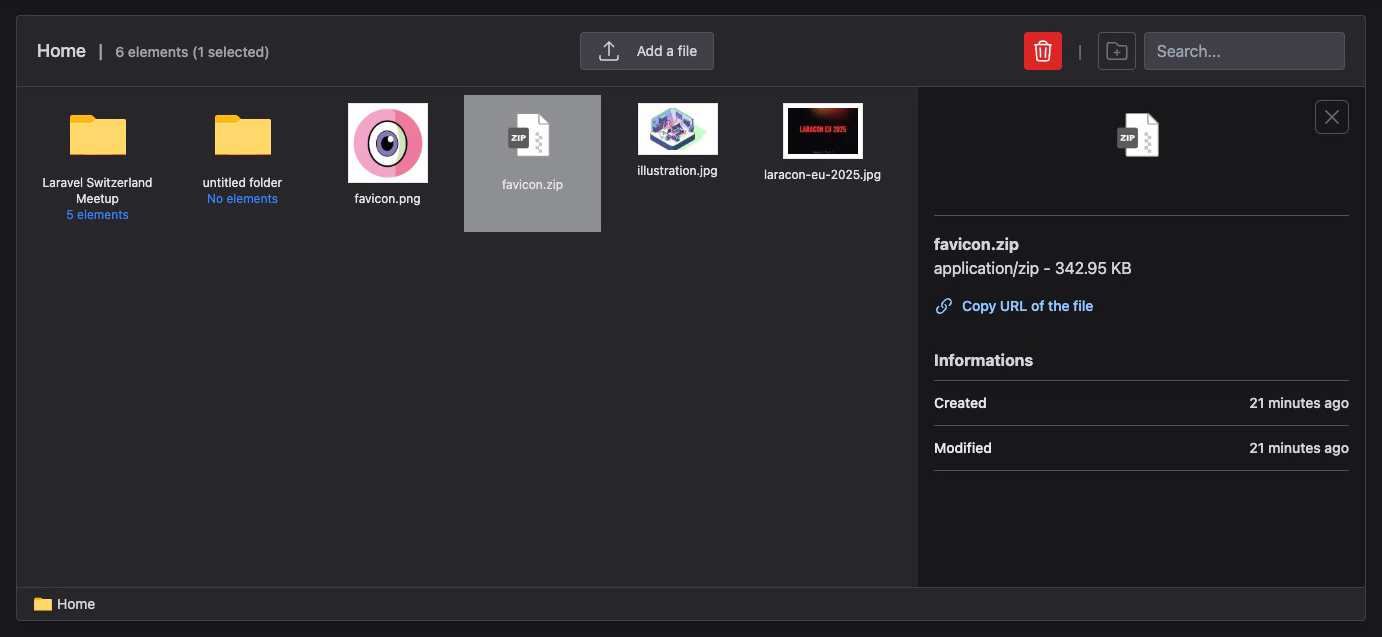 Home | 6 elements (1 selected)
Add a file
|
Search...
Laravel Switzerland
Meetup
5 elements
untitled folder
No elements
favicon.png
ZIP
favicon.zip
illustration.jpg
LARACON EU 2025
laracon-eu-2025.jpg
ZIP
favicon.zip
application/zip - 342.95 KB
Copy URL of the file
Informations
Created 21 minutes ago
Modified 21 minutes ago
Home